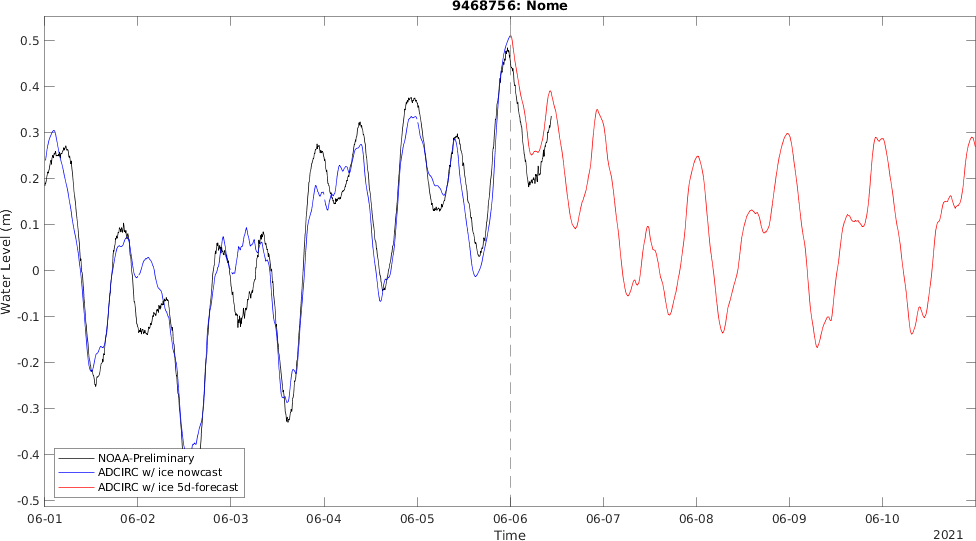 9468756: Nome
0.5
0.4
0.3
0.2
0.1
0
-0.1
-0.2
-0.3
-0.4
-0.5
Water Level (m)
NOAA-Preliminary
ADCIRC w/ ice nowcast
ADCIRC w/ ice 5d-forecast
06-01 06-02 06-03 06-04 06-05 06-06 06-07 06-08 06-09 06-10
Time
2021